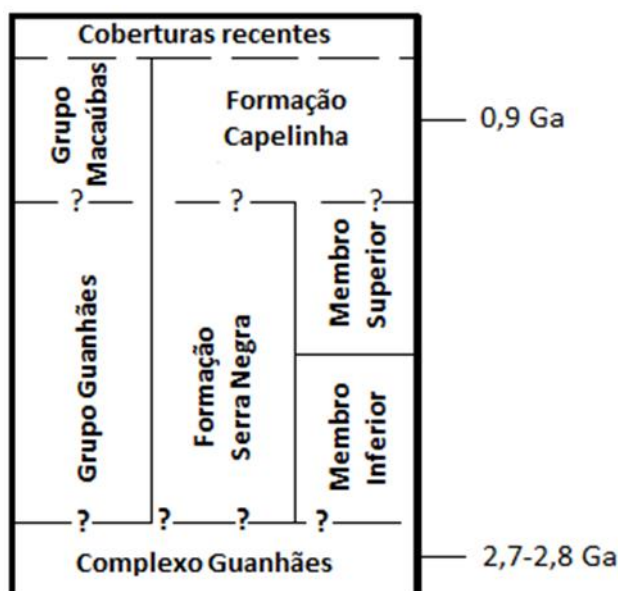 Coberturas recentes
Grupo
Macaúbas
Formação
Capelinha
0,9 Ga
? ? ?
Grupo Guanhães
Formação
Serra Negra
Membro
Superior
Membro
Inferior
? ? ? ?
Complexo Guanhães
2,7-2,8 Ga